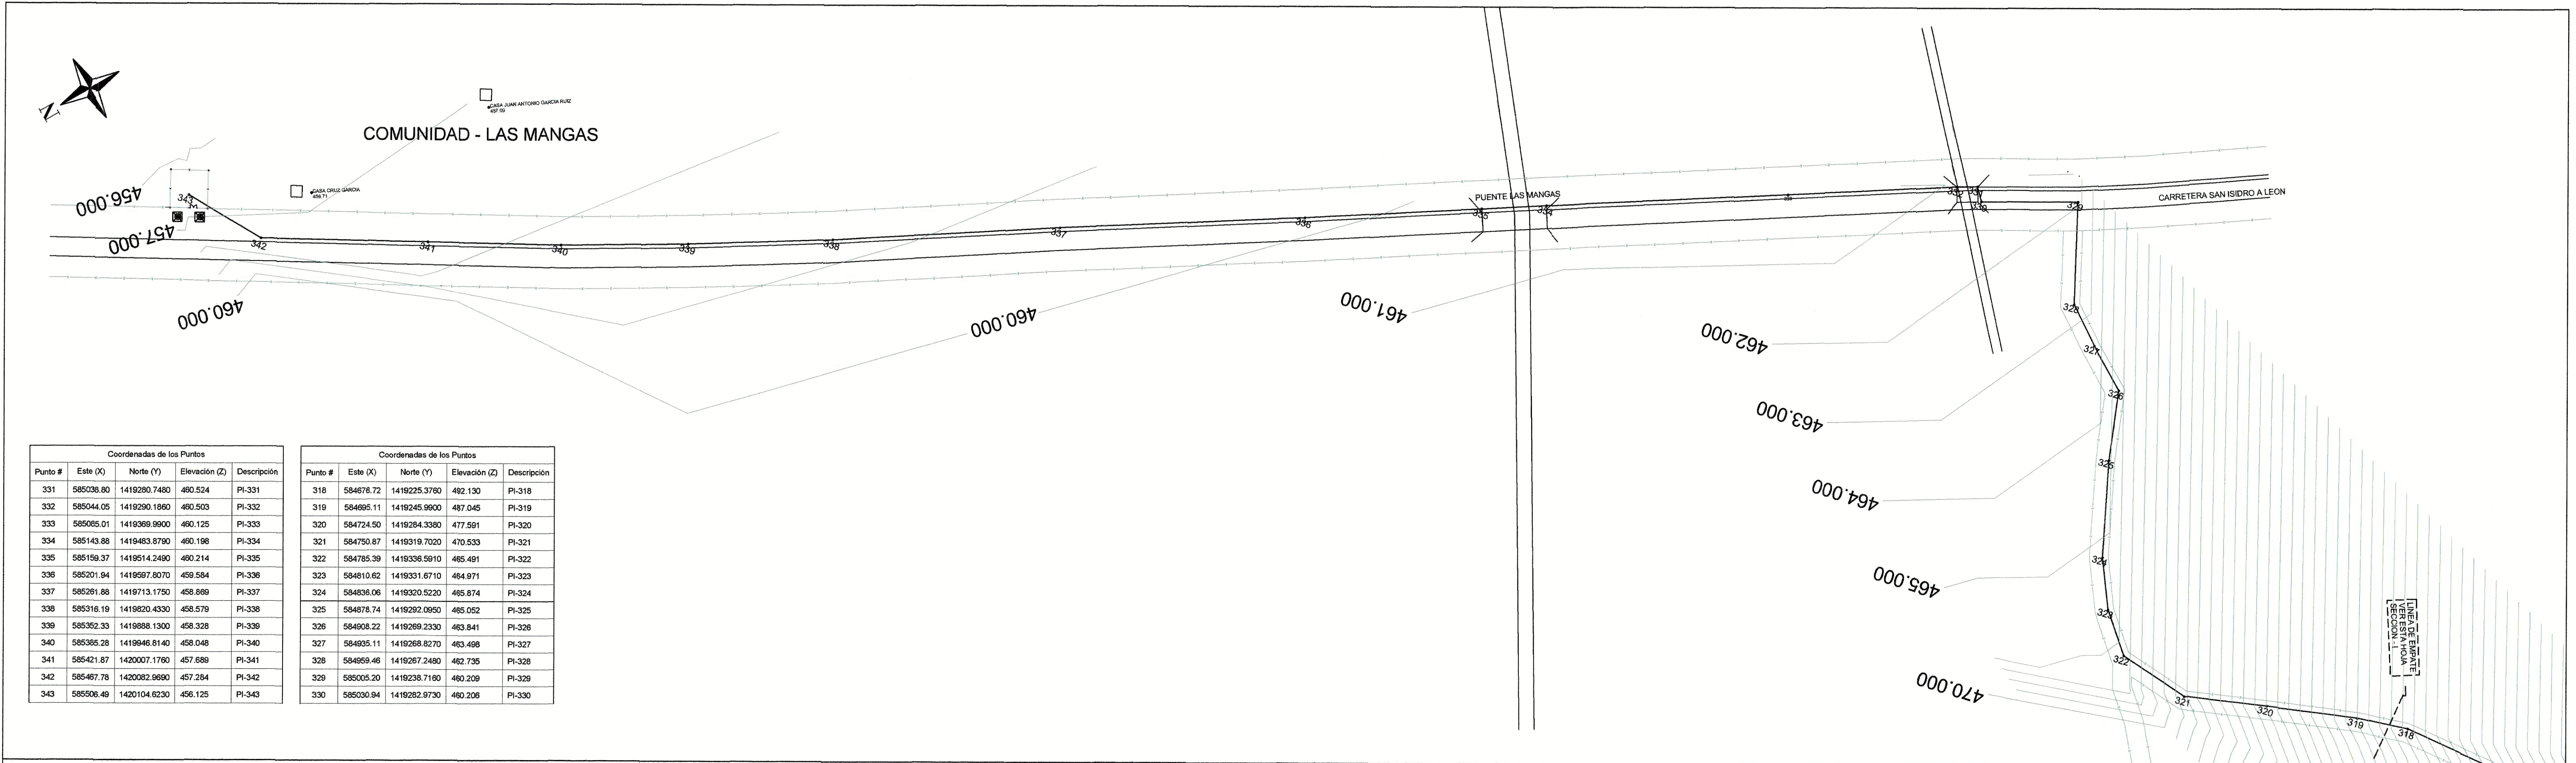 N
CASA JUAN ANTONIO GARCIA RUIZ
457.69
COMUNIDAD - LAS MANGAS
CASA CRUZ GARCIA
456.71
456.000
457.000
343
342
341
340
339
338
337
336
335
334
PUENTE LAS MANGAS
332
331
330
329
CARRETERA SAN ISIDRO A LEON
460.000
460.000
461.000
462.000
463.000
464.000
465.000
470.000
328
327
326
325
324
323
322
321
320
319
318
LINEA DE EMPATE
VER ESTA HOJA
SECCION - I
Coordenadas de los Puntos
Punto # Este (X) Norte (Y) Elevación (Z) Descripción
331 585038.80 1419280.7480 460.524 PI-331
332 585044.05 1419290.1860 460.503 PI-332
333 585085.01 1419369.9900 460.125 PI-333
334 585143.88 1419483.8790 460.198 PI-334
335 585159.37 1419514.2490 460.214 PI-335
336 585201.94 1419597.8070 459.584 PI-336
337 585261.88 1419713.1750 458.869 PI-337
338 585316.19 1419820.4330 458.579 PI-338
339 585352.33 1419888.1300 458.328 PI-339
340 585385.28 1419946.8140 458.048 PI-340
341 585421.87 1420007.1760 457.689 PI-341
342 585467.78 1420082.9690 457.284 PI-342
343 585506.49 1420104.6230 456.125 PI-343
Coordenadas de los Puntos
Punto # Este (X) Norte (Y) Elevación (Z) Descripción
318 584676.72 1419225.3760 492.130 PI-318
319 584695.11 1419245.9900 487.045 PI-319
320 584724.50 1419284.3380 477.591 PI-320
321 584750.87 1419319.7020 470.533 PI-321
322 584785.39 1419336.5910 465.491 PI-322
323 584810.62 1419331.6710 464.971 PI-323
324 584836.06 1419320.5220 465.874 PI-324
325 584878.74 1419292.0950 465.052 PI-325
326 584908.22 1419269.2330 463.841 PI-326
327 584935.11 1419268.8270 463.498 PI-327
328 584959.46 1419267.2480 462.735 PI-328
329 585005.20 1419238.7160 460.209 PI-329
330 585030.94 1419282.9730 460.206 PI-330